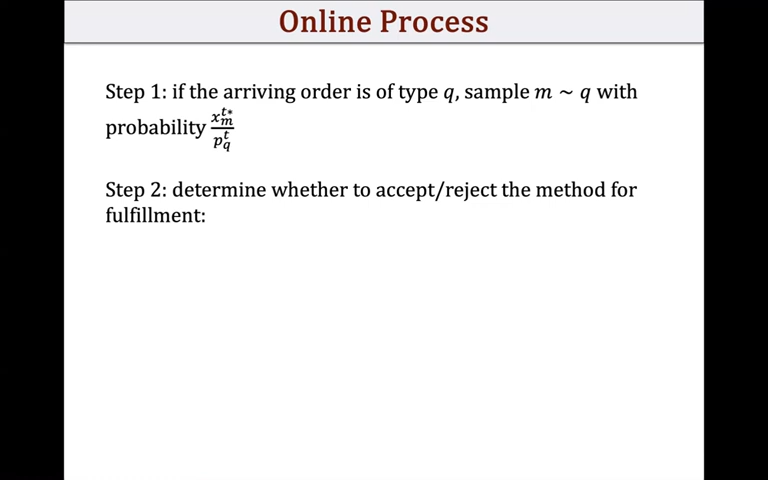 Online Process
Step 1: if the arriving order is of type q, sample m ~ q with
probability x_m^{t*}/p_q^t
Step 2: determine whether to accept/reject the method for
fulfillment: